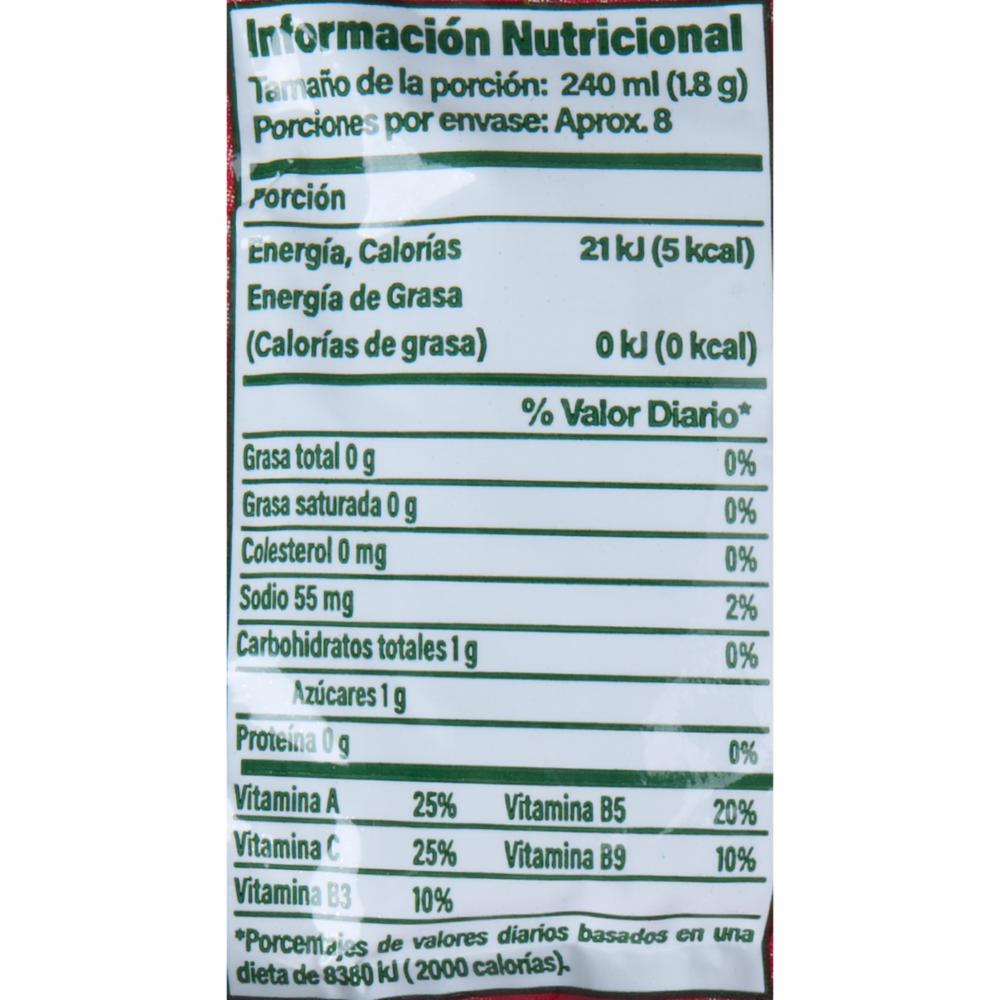 Información Nutricional
Tamaño de la porción: 240 ml (1.8 g)
Porciones por envase: Aprox. 8
Porción
Energía, Calorías 21 kJ (5 kcal)
Energía de Grasa
(Calorías de grasa) 0 kJ (0 kcal)
% Valor Diario*
Grasa total 0 g 0%
Grasa saturada 0 g 0%
Colesterol 0 mg 0%
Sodio 55 mg 2%
Carbohidratos totales 1 g 0%
Azúcares 1 g
Proteína 0 g 0%
Vitamina A 25% Vitamina B5 20%
Vitamina C 25% Vitamina B9 10%
Vitamina B3 10%
*Porcentajes de valores diarios basados en una
dieta de 8380 kJ (2000 calorías).